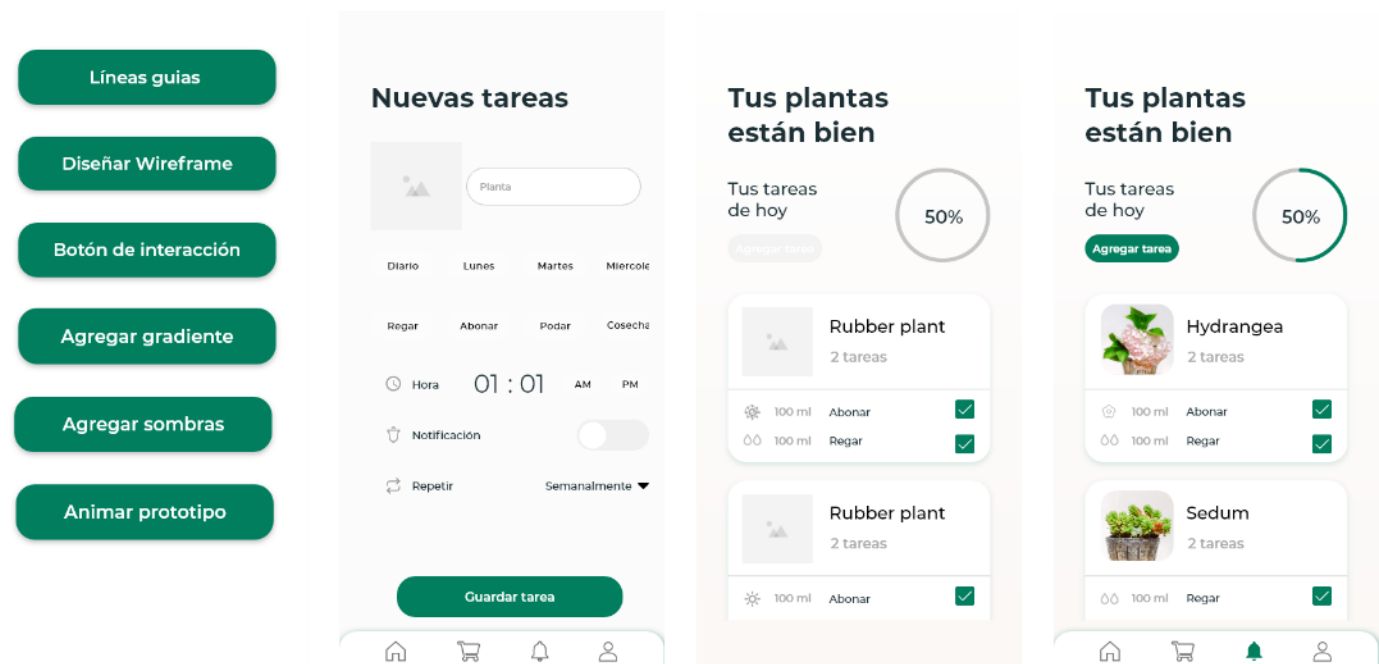 Líneas guias
Diseñar Wireframe
Botón de interacción
Agregar gradiente
Agregar sombras
Animar prototipo
Nuevas tareas
Planta
Diario Lunes Martes Miercole
Regar Abonar Podar Cosecha
Hora 01 : 01 AM PM
Notificación
Repetir Semanalmente
Guardar tarea
Tus plantas
están bien
Tus tareas
de hoy
50%
Agregar tarea
Rubber plant
2 tareas
100 ml Abonar
100 ml Regar
Rubber plant
2 tareas
100 ml Abonar
Tus plantas
están bien
Tus tareas
de hoy
50%
Agregar tarea
Hydrangea
2 tareas
100 ml Abonar
100 ml Regar
Sedum
2 tareas
100 ml Regar